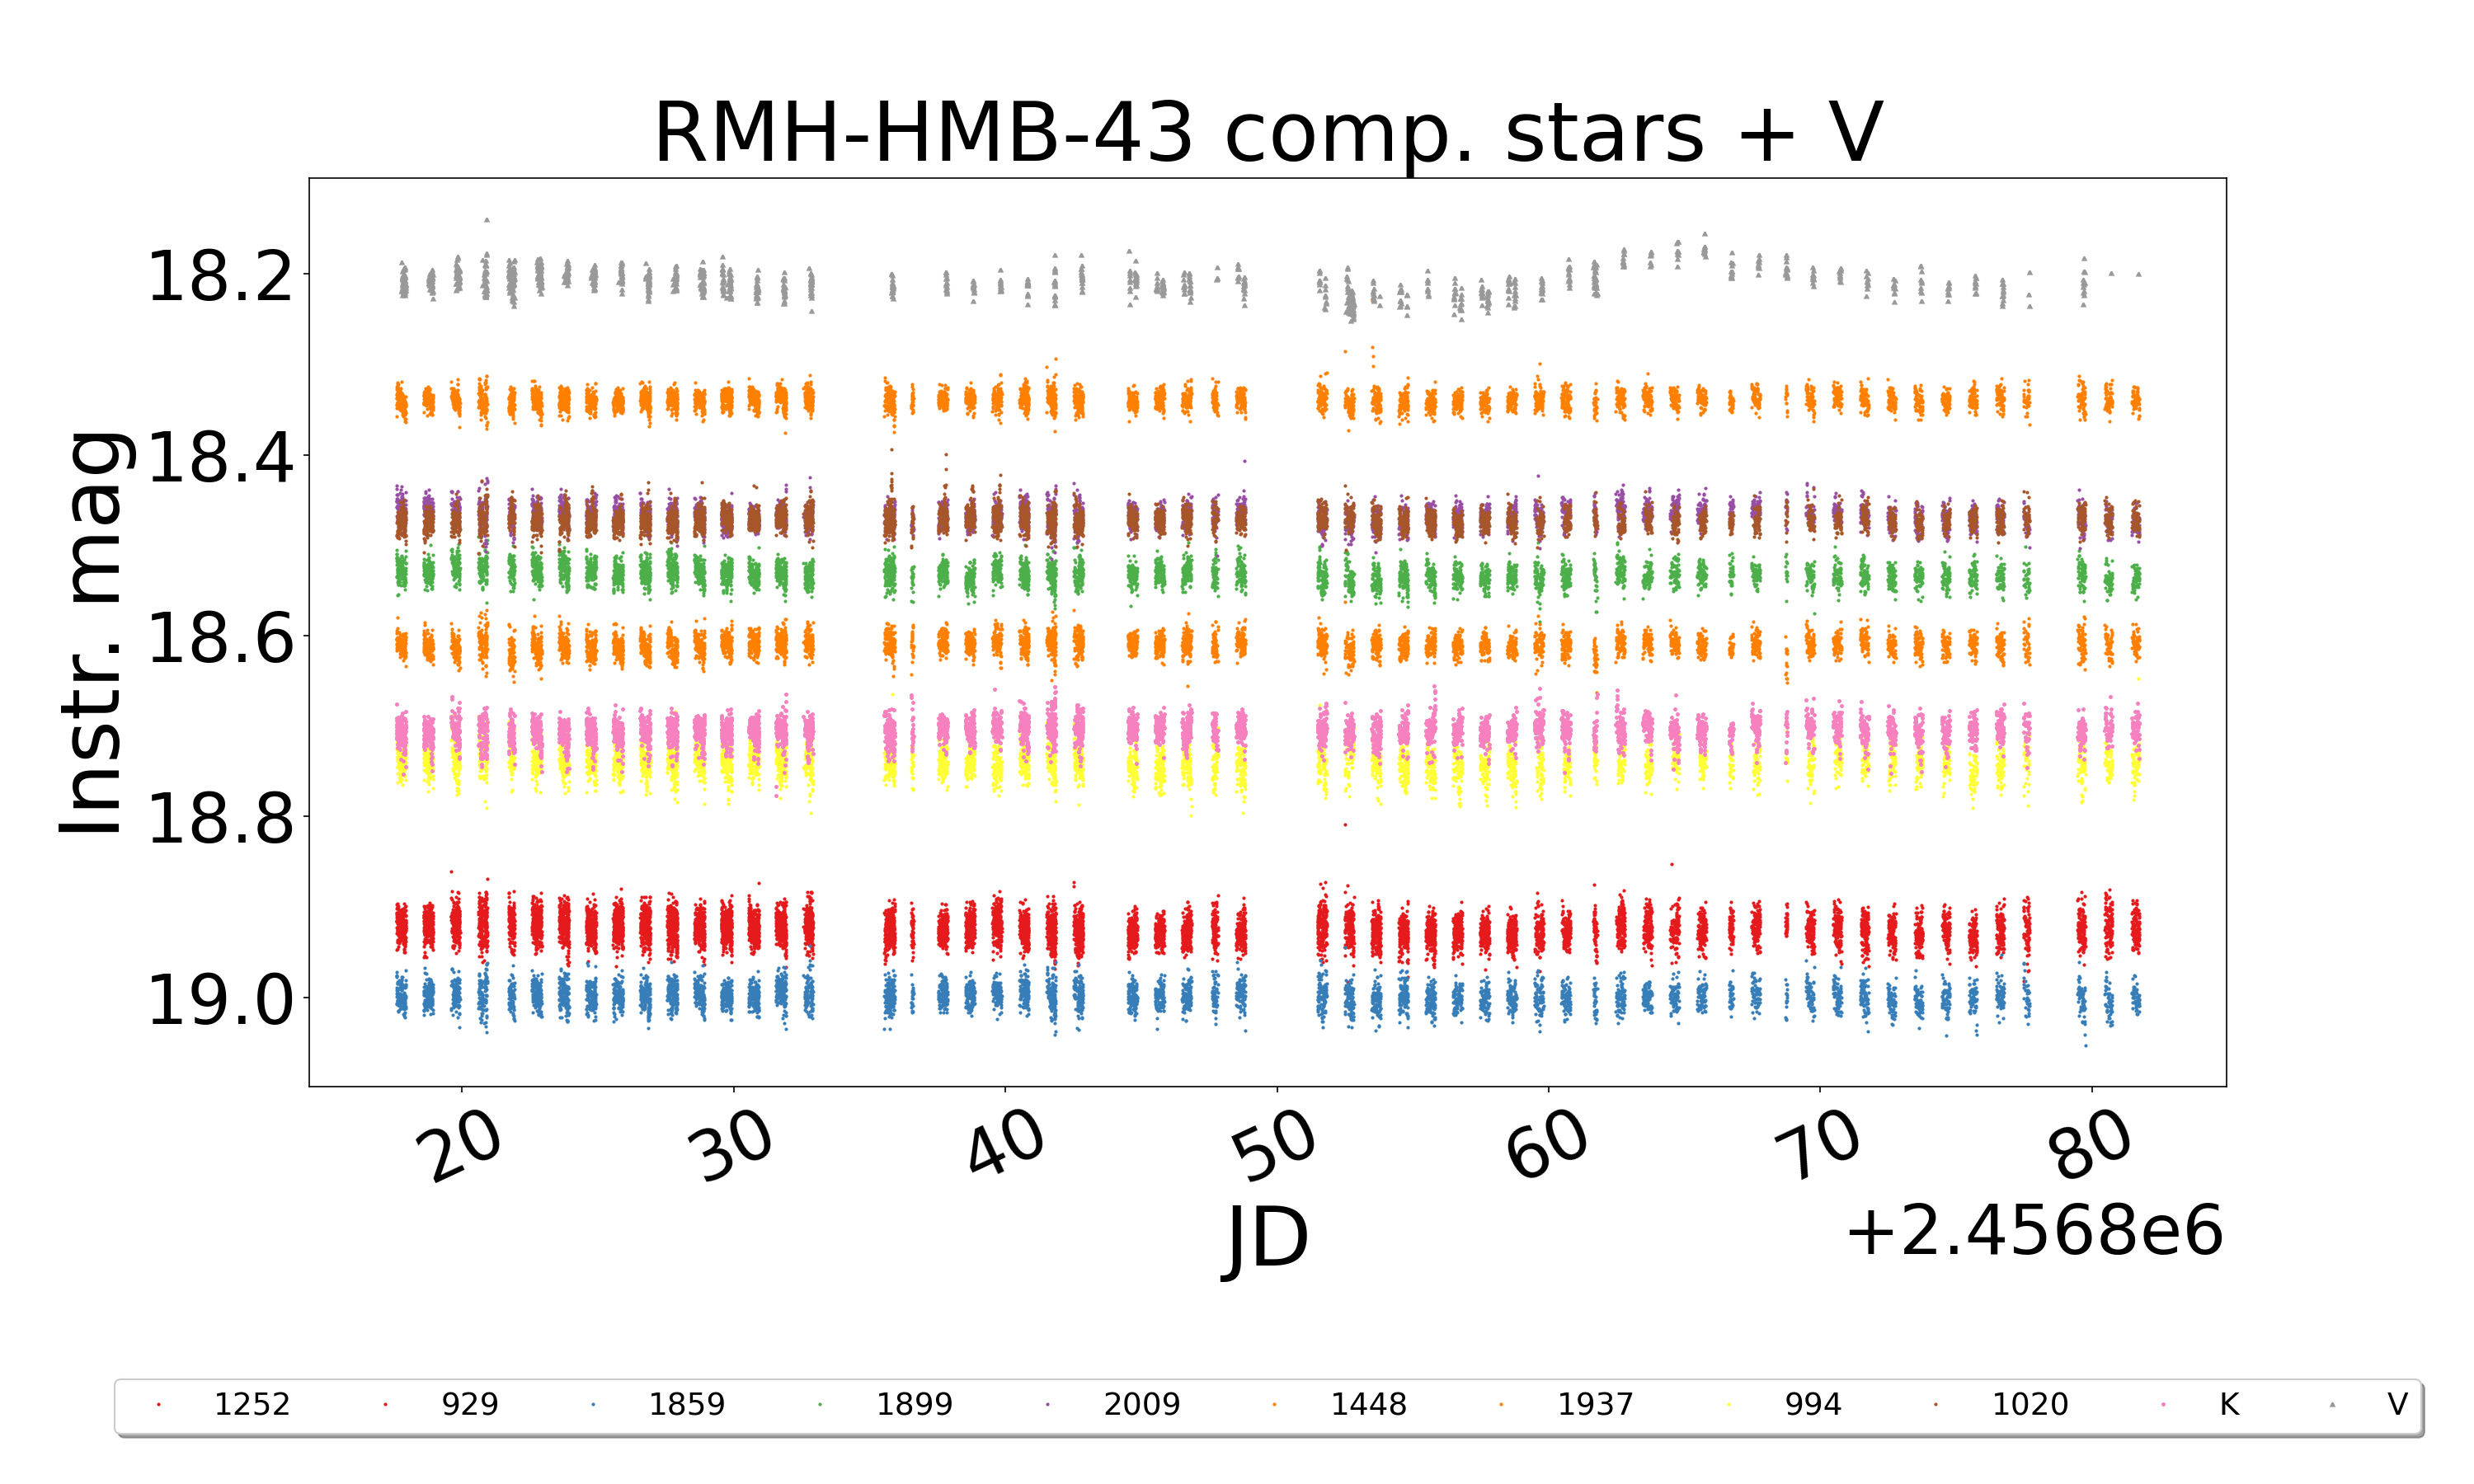 RMH-HMB-43 comp. stars + V
Instr. mag
18.2
18.4
18.6
18.8
19.0
20 30 40 50 60 70 80
JD
+2.4568e6
1252 929 1859 1899 2009 1448 1937 994 1020 K V